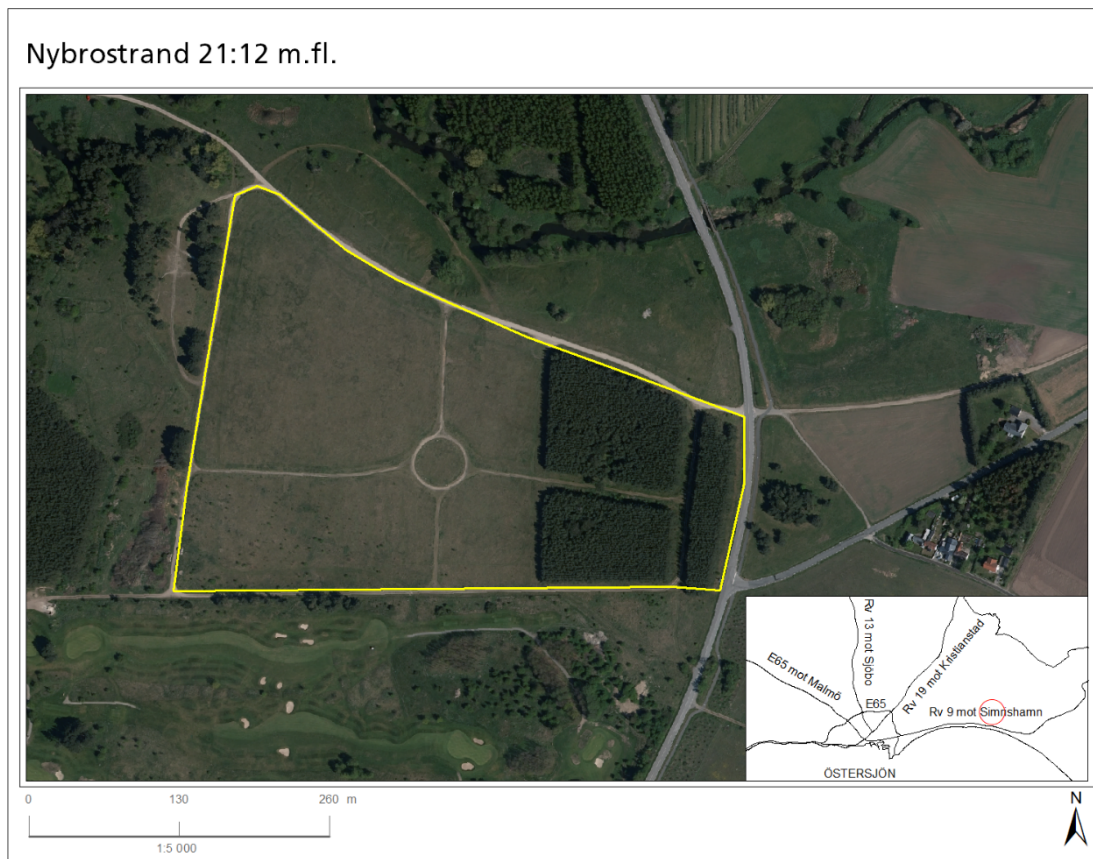 Nybrostrand 21:12 m.fl.
Rv 13 mot Sjöbo
Rv 19 mot Kristianstad
E65 mot Malmö
E65
Rv 9 mot Simrishamn
ÖSTERSJÖN
0 130 260 m
1:5 000
N